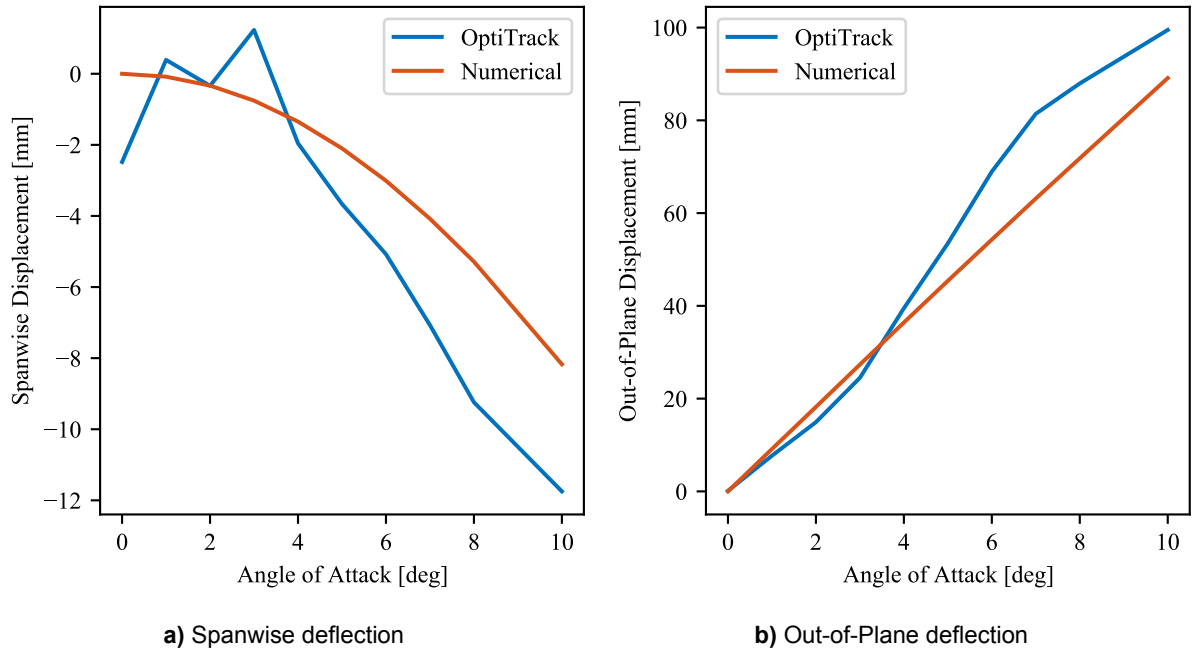 OptiTrack
Numerical
0
−2
−4
−6
−8
−10
−12
Spanwise Displacement [mm]
0 2 4 6 8 10
Angle of Attack [deg]
a) Spanwise deflection
OptiTrack
Numerical
100
80
60
40
20
0
Out-of-Plane Displacement [mm]
0 2 4 6 8 10
Angle of Attack [deg]
b) Out-of-Plane deflection